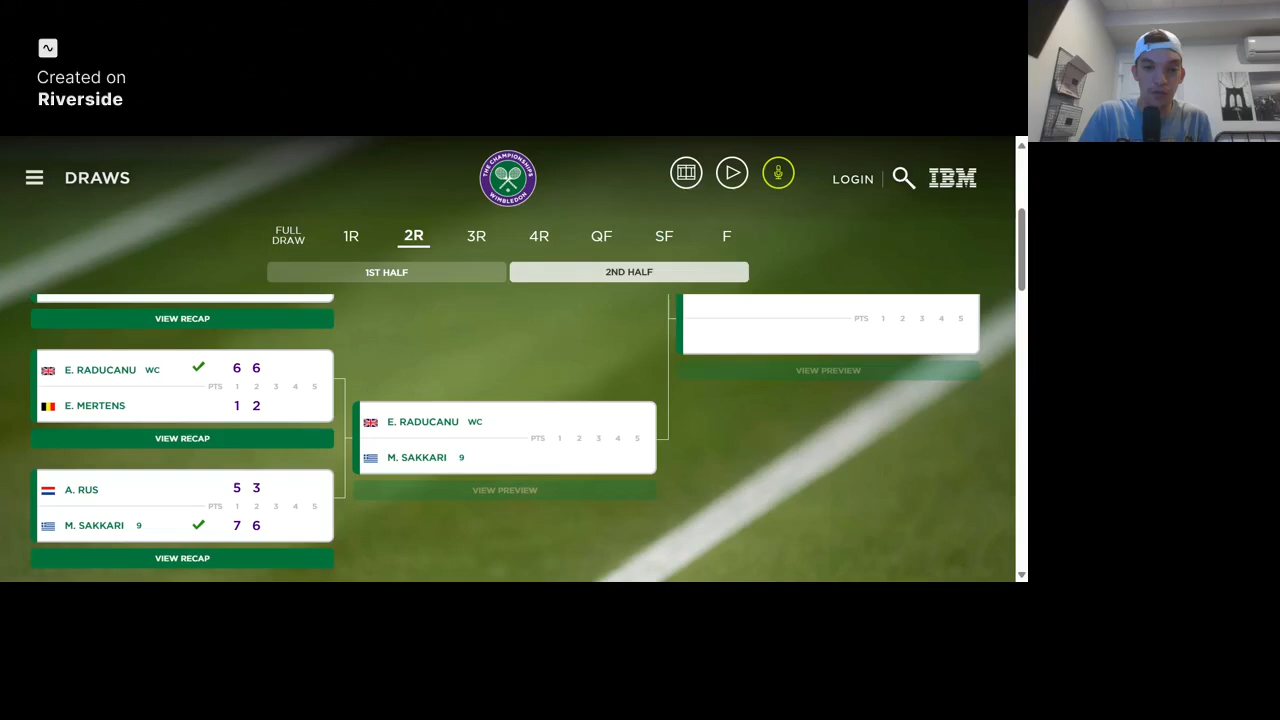 Created on
Riverside
DRAWS
THE CHAMPIONSHIPS
WIMBLEDON
LOGIN
IBM
FULL DRAW 1R 2R 3R 4R QF SF F
1ST HALF 2ND HALF
VIEW RECAP
E. RADUCANU WC 6 6
PTS 1 2 3 4 5
E. MERTENS 1 2
VIEW RECAP
A. RUS 5 3
PTS 1 2 3 4 5
M. SAKKARI 9 7 6
VIEW RECAP
E. RADUCANU WC
PTS 1 2 3 4 5
M. SAKKARI 9
VIEW PREVIEW
PTS 1 2 3 4 5
VIEW PREVIEW